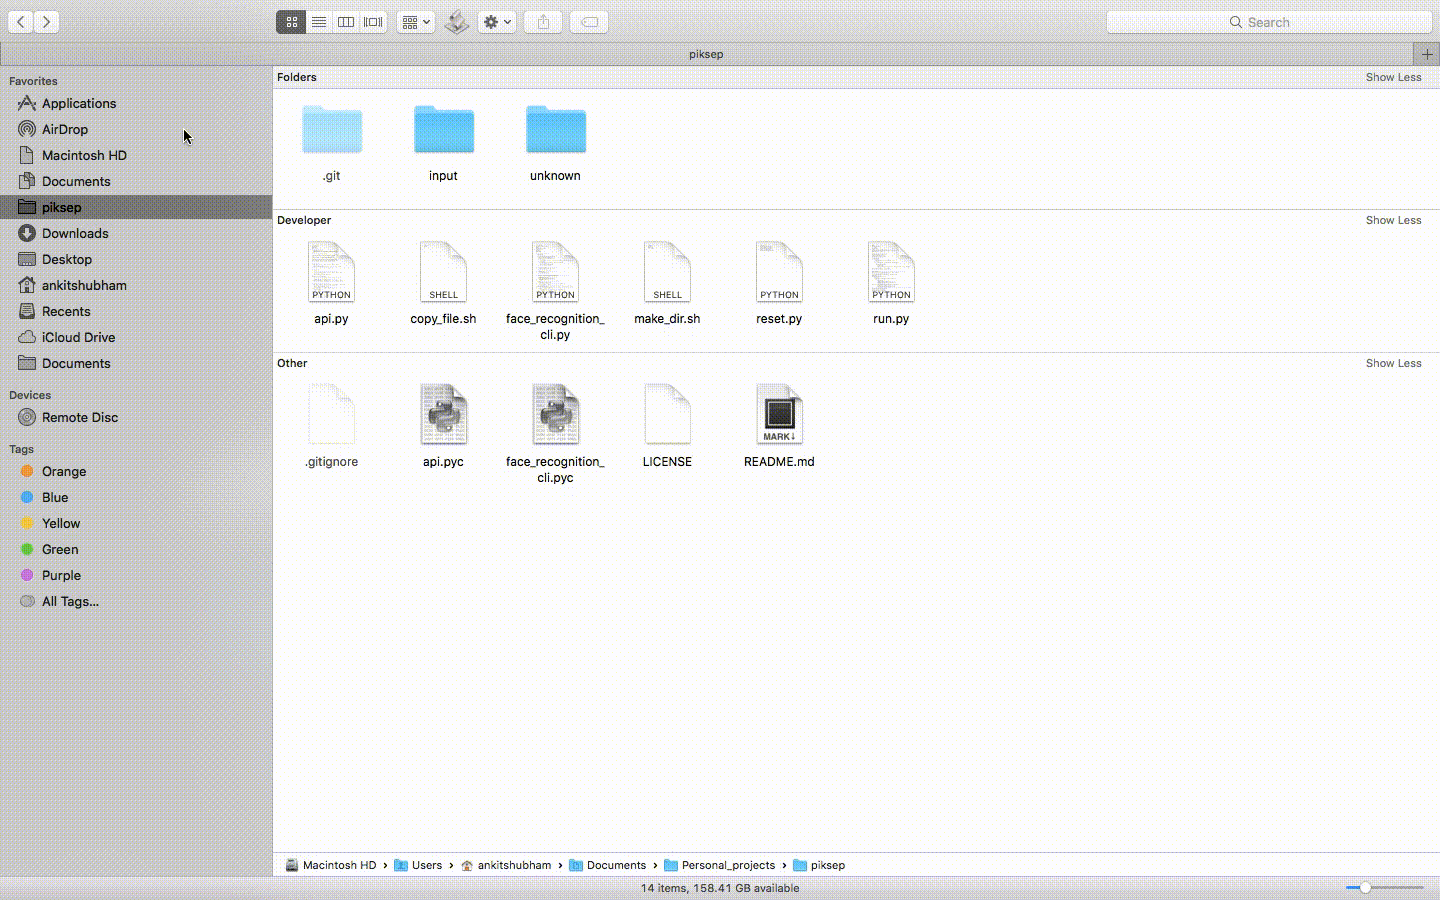 Search
piksep
Favorites
Applications
AirDrop
Macintosh HD
Documents
piksep
Downloads
Desktop
ankitshubham
Recents
iCloud Drive
Documents
Devices
Remote Disc
Tags
Orange
Blue
Yellow
Green
Purple
All Tags...
Folders
Show Less
.git
input
unknown
Developer
Show Less
PYTHON
SHELL
PYTHON
SHELL
PYTHON
PYTHON
api.py
copy_file.sh
face_recognition_
cli.py
make_dir.sh
reset.py
run.py
Other
Show Less
MARK↓
.gitignore
api.pyc
face_recognition_
cli.pyc
LICENSE
README.md
Macintosh HD › Users › ankitshubham › Documents › Personal_projects › piksep
14 items, 158.41 GB available